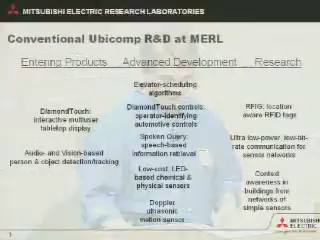 MITSUBISHI ELECTRIC RESEARCH LABORATORIES
Conventional Ubicomp R&D at MERL
Entering Products
Advanced Development
Research
DiamondTouch:
interactive multiuser
tabletop display
Audio- and Vision-based
person & object detection/tracking
Elevator-scheduling
algorithms
DiamondTouch controls:
operator-identifying
automotive controls
Spoken Query:
speech-based
information retrieval
Low-cost, LED-
based chemical &
physical sensors
Doppler
ultrasonic
motion sensors
RFIG: location
aware RFID tags
Ultra low-power, low-bit-
rate communication for
sensor networks
Context
awareness in
buildings from
networks of
simple sensors
MITSUBISHI
ELECTRIC